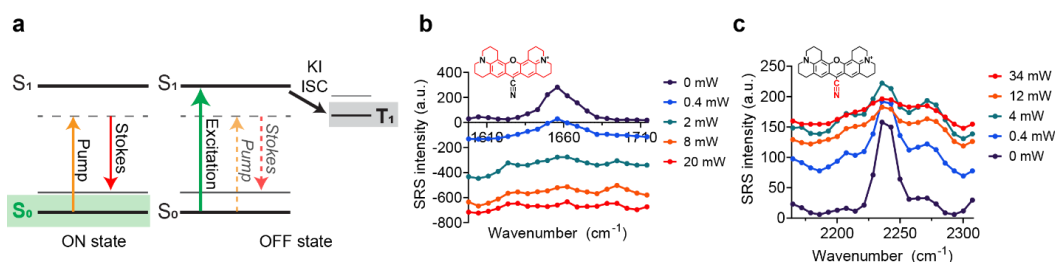 a
S₁
S₀
Pump
Stokes
ON state
S₁
S₀
Excitation
Pump
Stokes
OFF state
KI
ISC
T₁
b
SRS intensity (a.u.)
400
200
0
-200
-400
-600
-800
1610
1660
1710
Wavenumber (cm⁻¹)
O
N
N⁺
C
N
0 mW
0.4 mW
2 mW
8 mW
20 mW
c
SRS intensity (a.u.)
250
200
150
100
50
0
2200
2250
2300
Wavenumber (cm⁻¹)
O
N
N⁺
C
N
34 mW
12 mW
4 mW
0.4 mW
0 mW